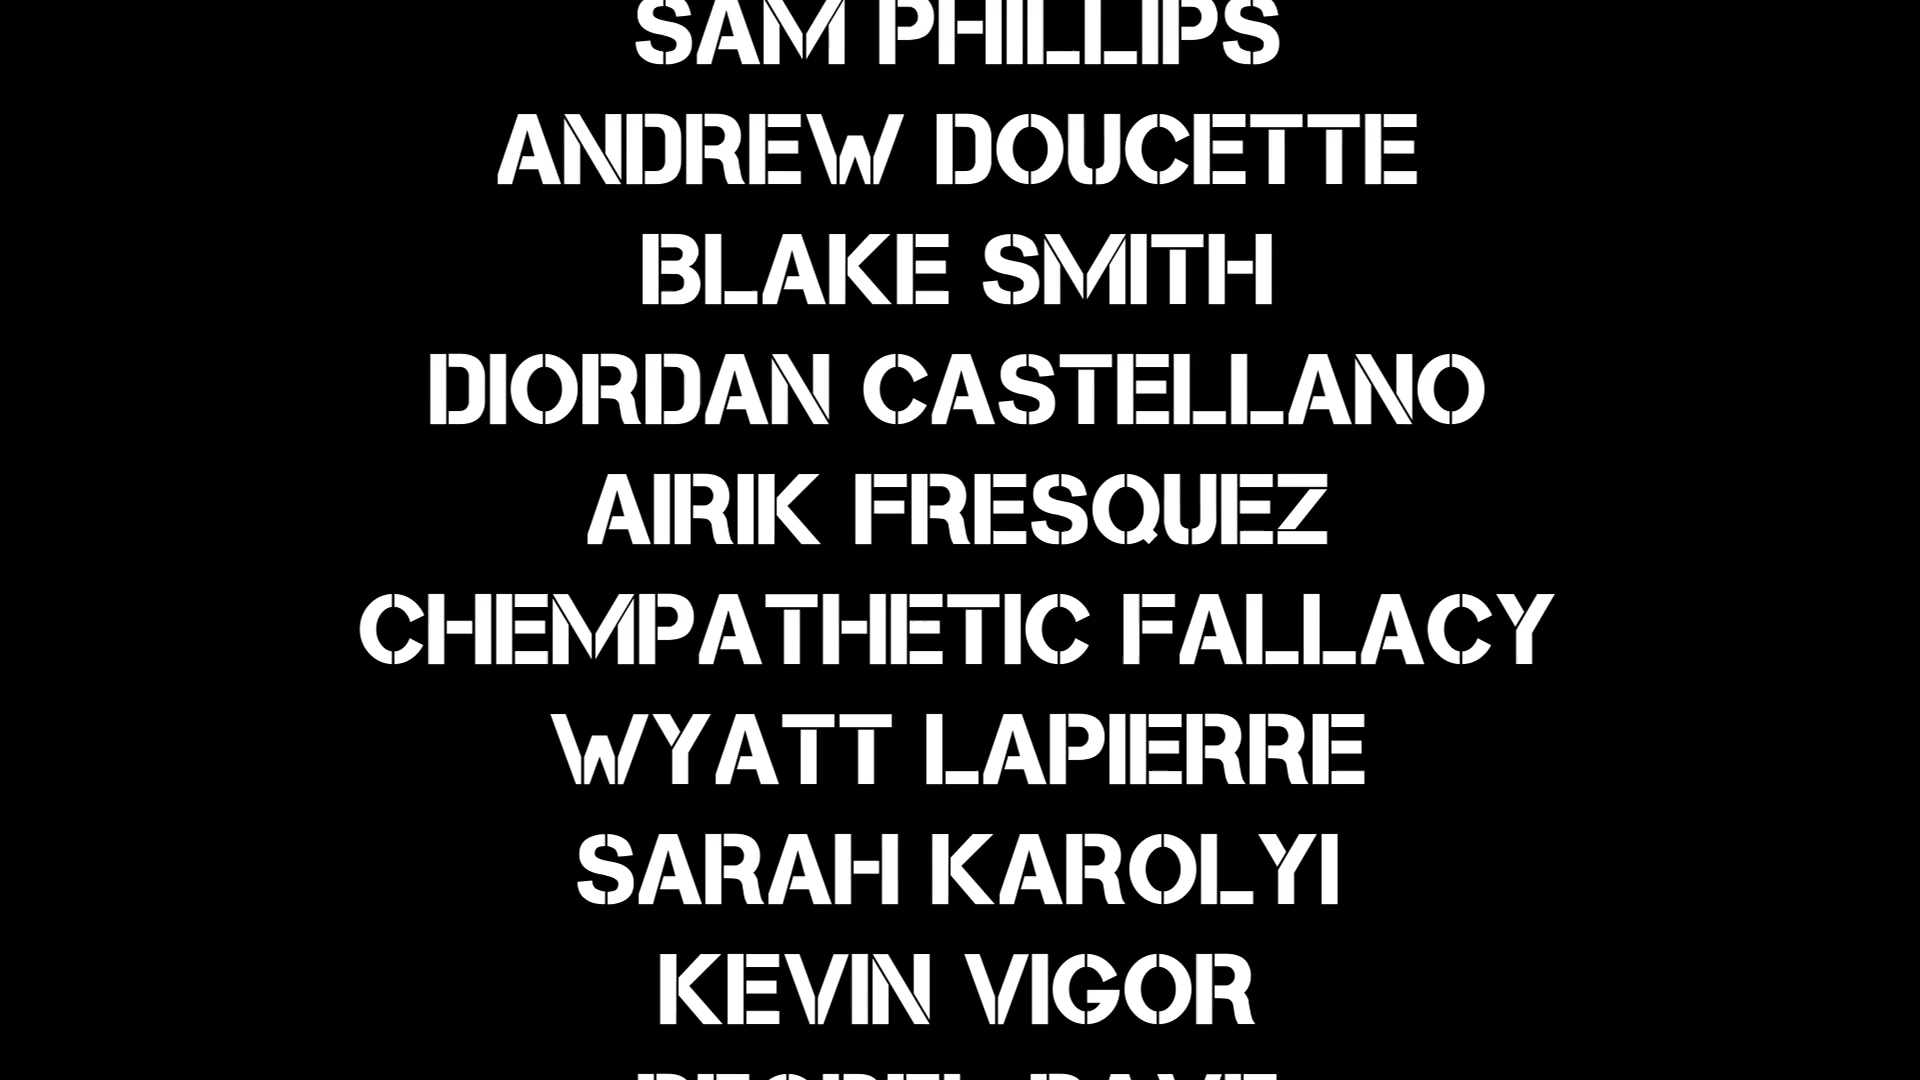 SAM PHILLIPS
ANDREW DOUCETTE
BLAKE SMITH
DIORDAN CASTELLANO
AIRIK FRESQUEZ
CHEMPATHETIC FALLACY
WYATT LAPIERRE
SARAH KAROLYI
KEVIN VIGOR